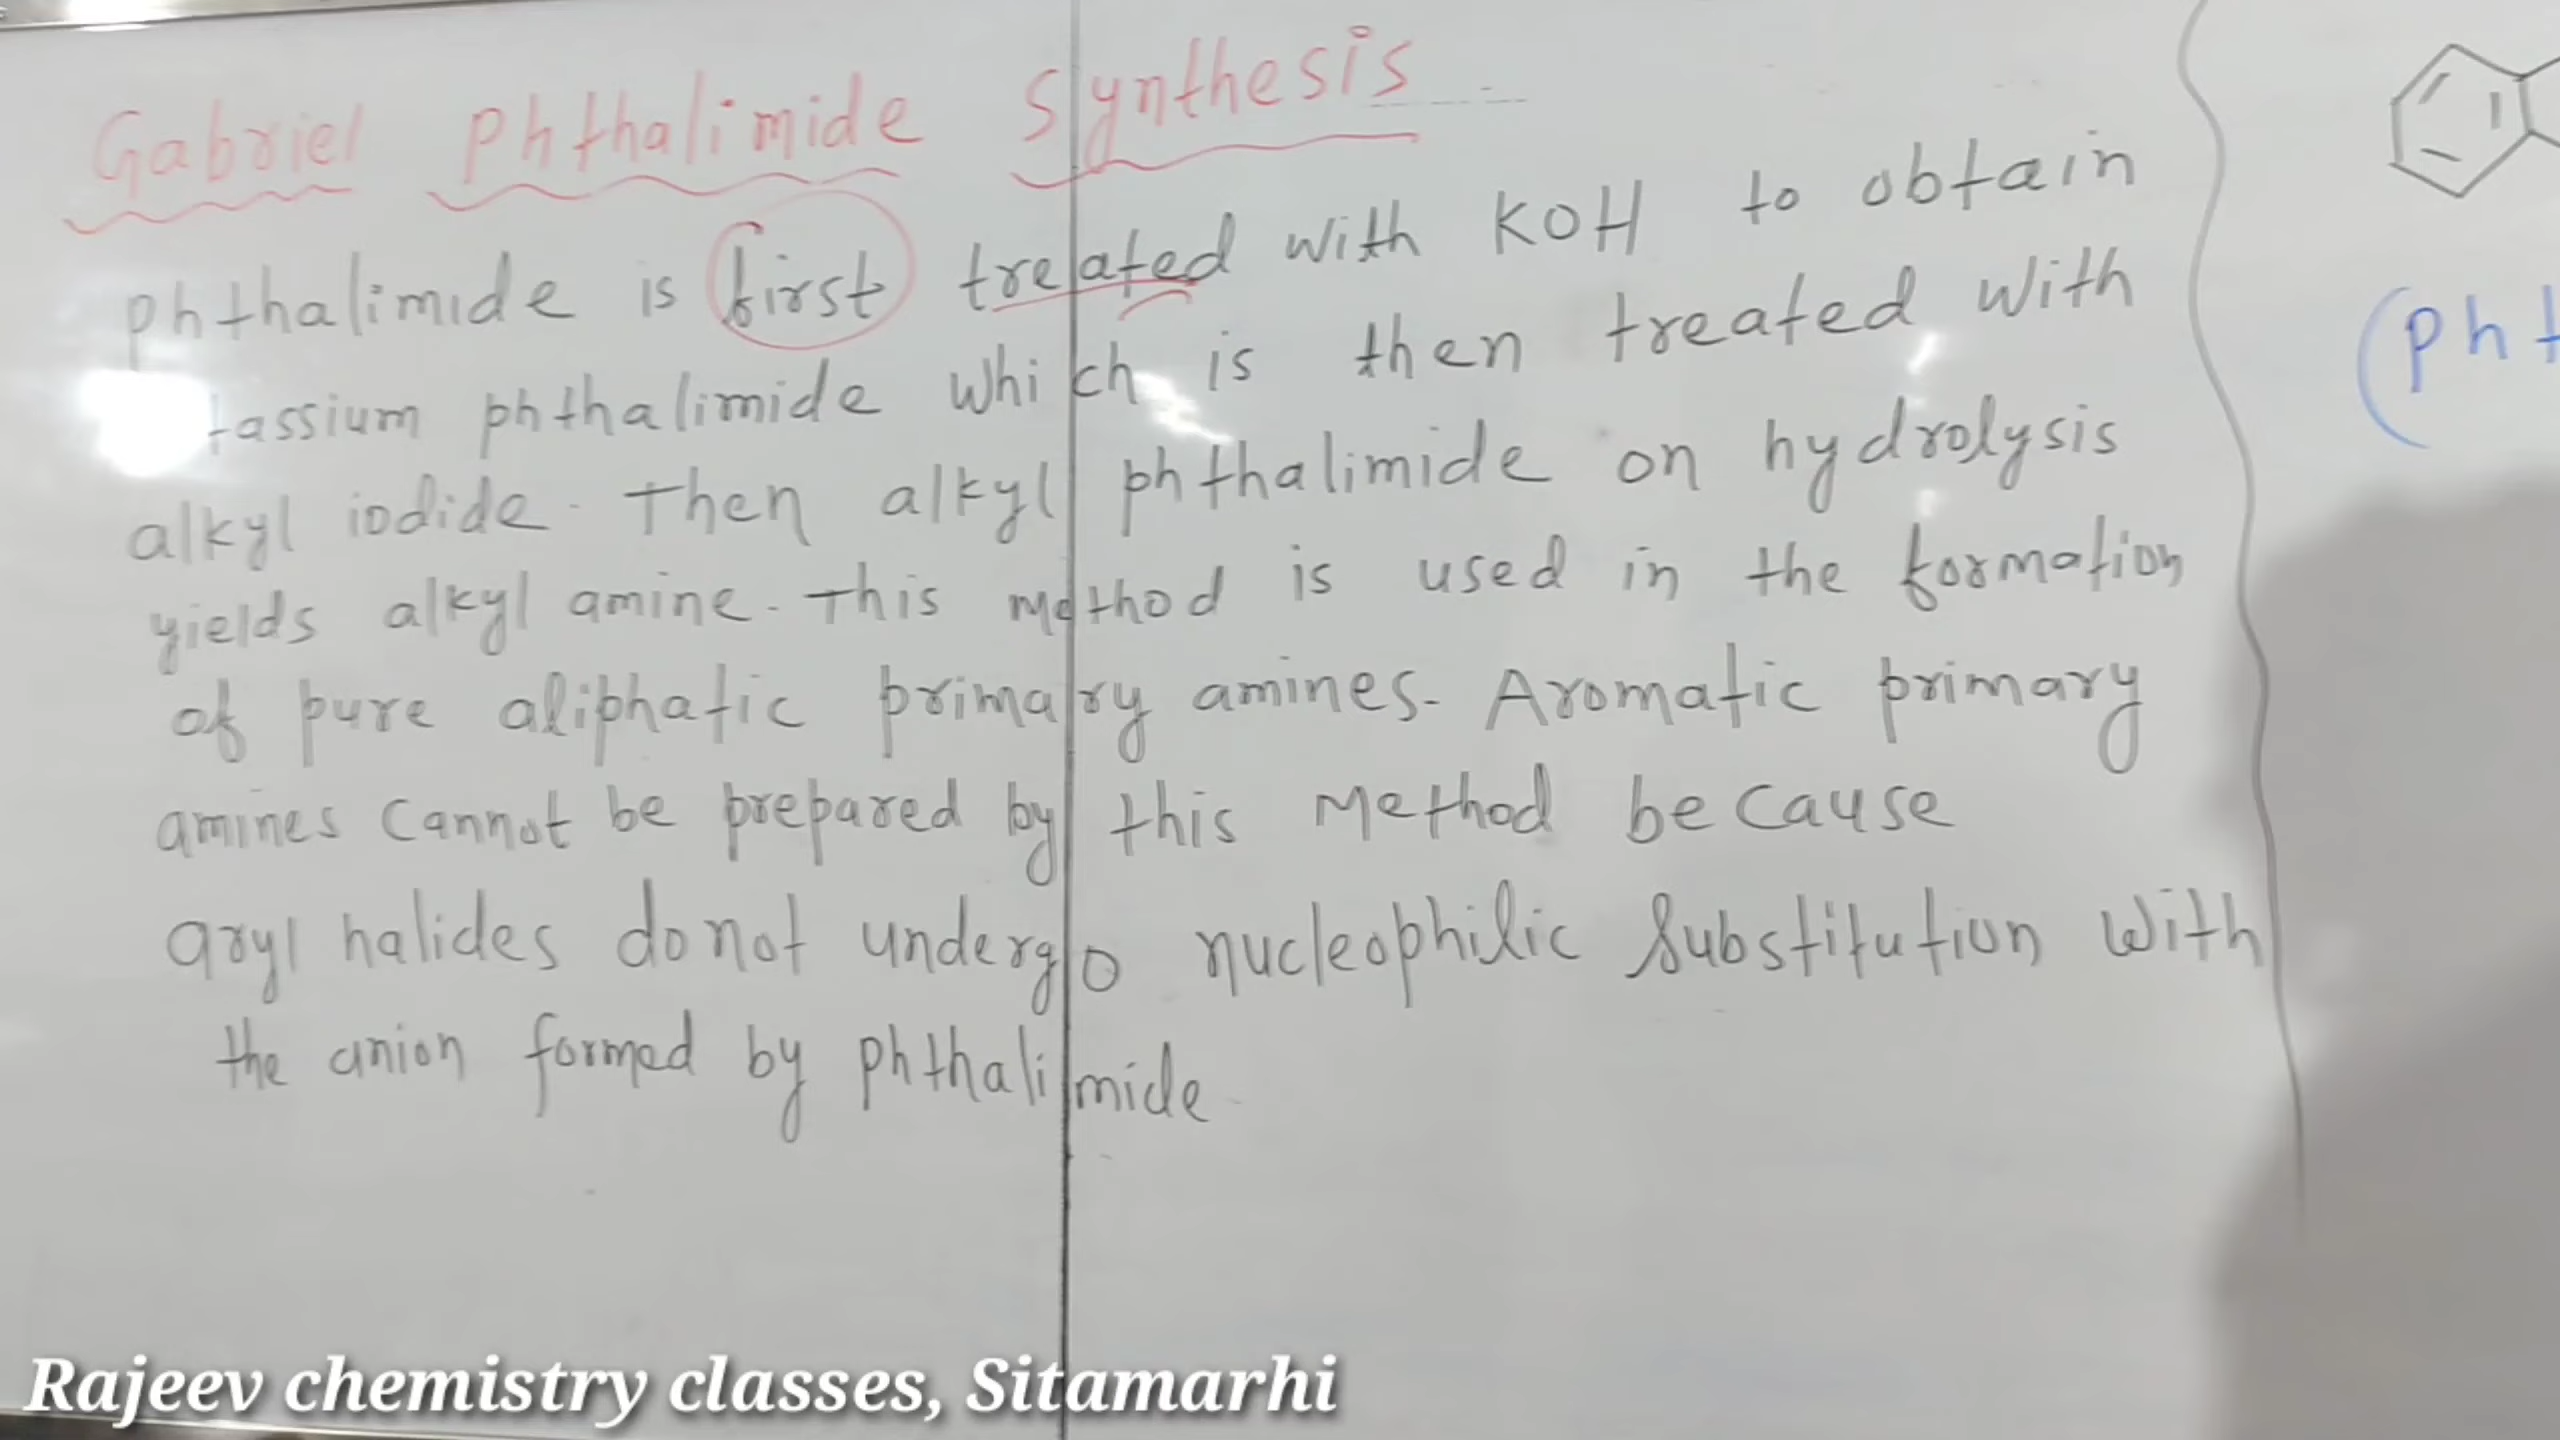 Gabriel Phthalimide Synthesis
Phthalimide is first treated with KOH to obtain
tassium phthalimide which is then treated with
alkyl iodide. Then alkyl phthalimide on hydrolysis
yields alkyl amine. This method is used in the formation
of pure aliphatic primary amines. Aromatic primary
amines cannot be prepared by this method because
aryl halides do not undergo nucleophilic substitution with
the anion formed by phthalimide.
(Pht
Rajeev chemistry classes, Sitamarhi